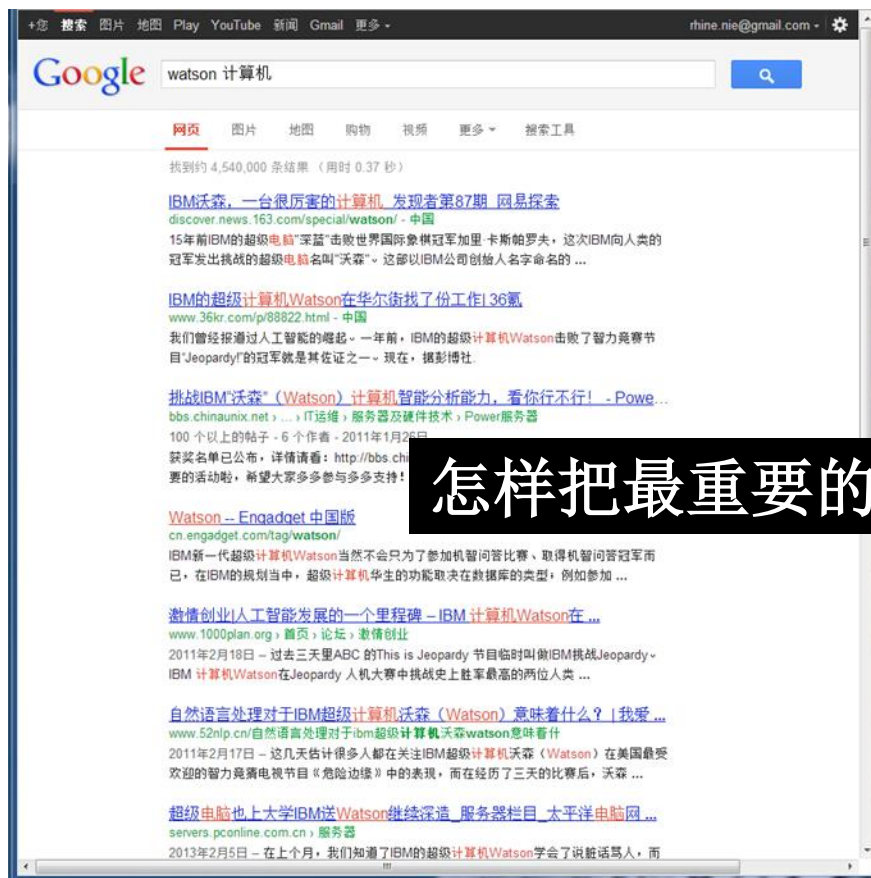 +您 搜索 图片 地图 Play YouTube 新闻 Gmail 更多
rhine.nie@gmail.com
Google
watson 计算机
网页 图片 地图 购物 视频 更多 搜索工具
找到约 4,540,000 条结果 （用时 0.37 秒）
IBM沃森，一台很厉害的计算机_发现者第87期_网易探索
discover.news.163.com/special/watson/ - 中国
15年前IBM的超级电脑"深蓝"击败世界国际象棋冠军加里·卡斯帕罗夫，这次IBM向人类的
冠军发出挑战的超级电脑名叫"沃森"。这部以IBM公司创始人名字命名的 ...
IBM的超级计算机Watson在华尔街找了份工作| 36氪
www.36kr.com/p/88822.html - 中国
我们曾经报道过人工智能的崛起。一年前，IBM的超级计算机Watson击败了智力竞赛节
目"Jeopardy!"的冠军就是其佐证之一。现在，据彭博社.
挑战IBM"沃森"（Watson）计算机智能分析能力，看你行不行！ - Powe...
bbs.chinaunix.net › ... › IT运维 › 服务器及硬件技术 › Power服务器
100 个以上的帖子 - 6 个作者 - 2011年1月26日
获奖名单已公布，详情请看：http://bbs.chi
要的活动啦，希望大家多多参与多多支持！
怎样把最重要的
Watson -- Engadget 中国版
cn.engadget.com/tag/watson/
IBM新一代超级计算机Watson当然不会只为了参加机智问答比赛、取得机智问答冠军而
已，在IBM的规划当中，超级计算机华生的功能取决在数据库的类型；例如参加 ...
激情创业|人工智能发展的一个里程碑 – IBM 计算机Watson在 ...
www.1000plan.org › 首页 › 论坛 › 激情创业
2011年2月18日 – 过去三天里ABC 的This is Jeopardy 节目临时叫做IBM挑战Jeopardy。
IBM 计算机Watson在Jeopardy 人机大赛中挑战史上胜率最高的两位人类 ...
自然语言处理对于IBM超级计算机沃森（Watson）意味着什么？ | 我爱 ...
www.52nlp.cn/自然语言处理对于ibm超级计算机沃森watson意味着什
2011年2月17日 – 这几天估计很多人都在关注IBM超级计算机沃森（Watson）在美国最受
欢迎的智力竞猜电视节目《危险边缘》中的表现，而在经历了三天的比赛后，沃森 ...
超级电脑也上大学IBM送Watson继续深造_服务器栏目_太平洋电脑网 ...
servers.pconline.com.cn › 服务器
2013年2月5日 – 在上个月，我们知道了IBM的超级计算机Watson学会了说脏话骂人，而